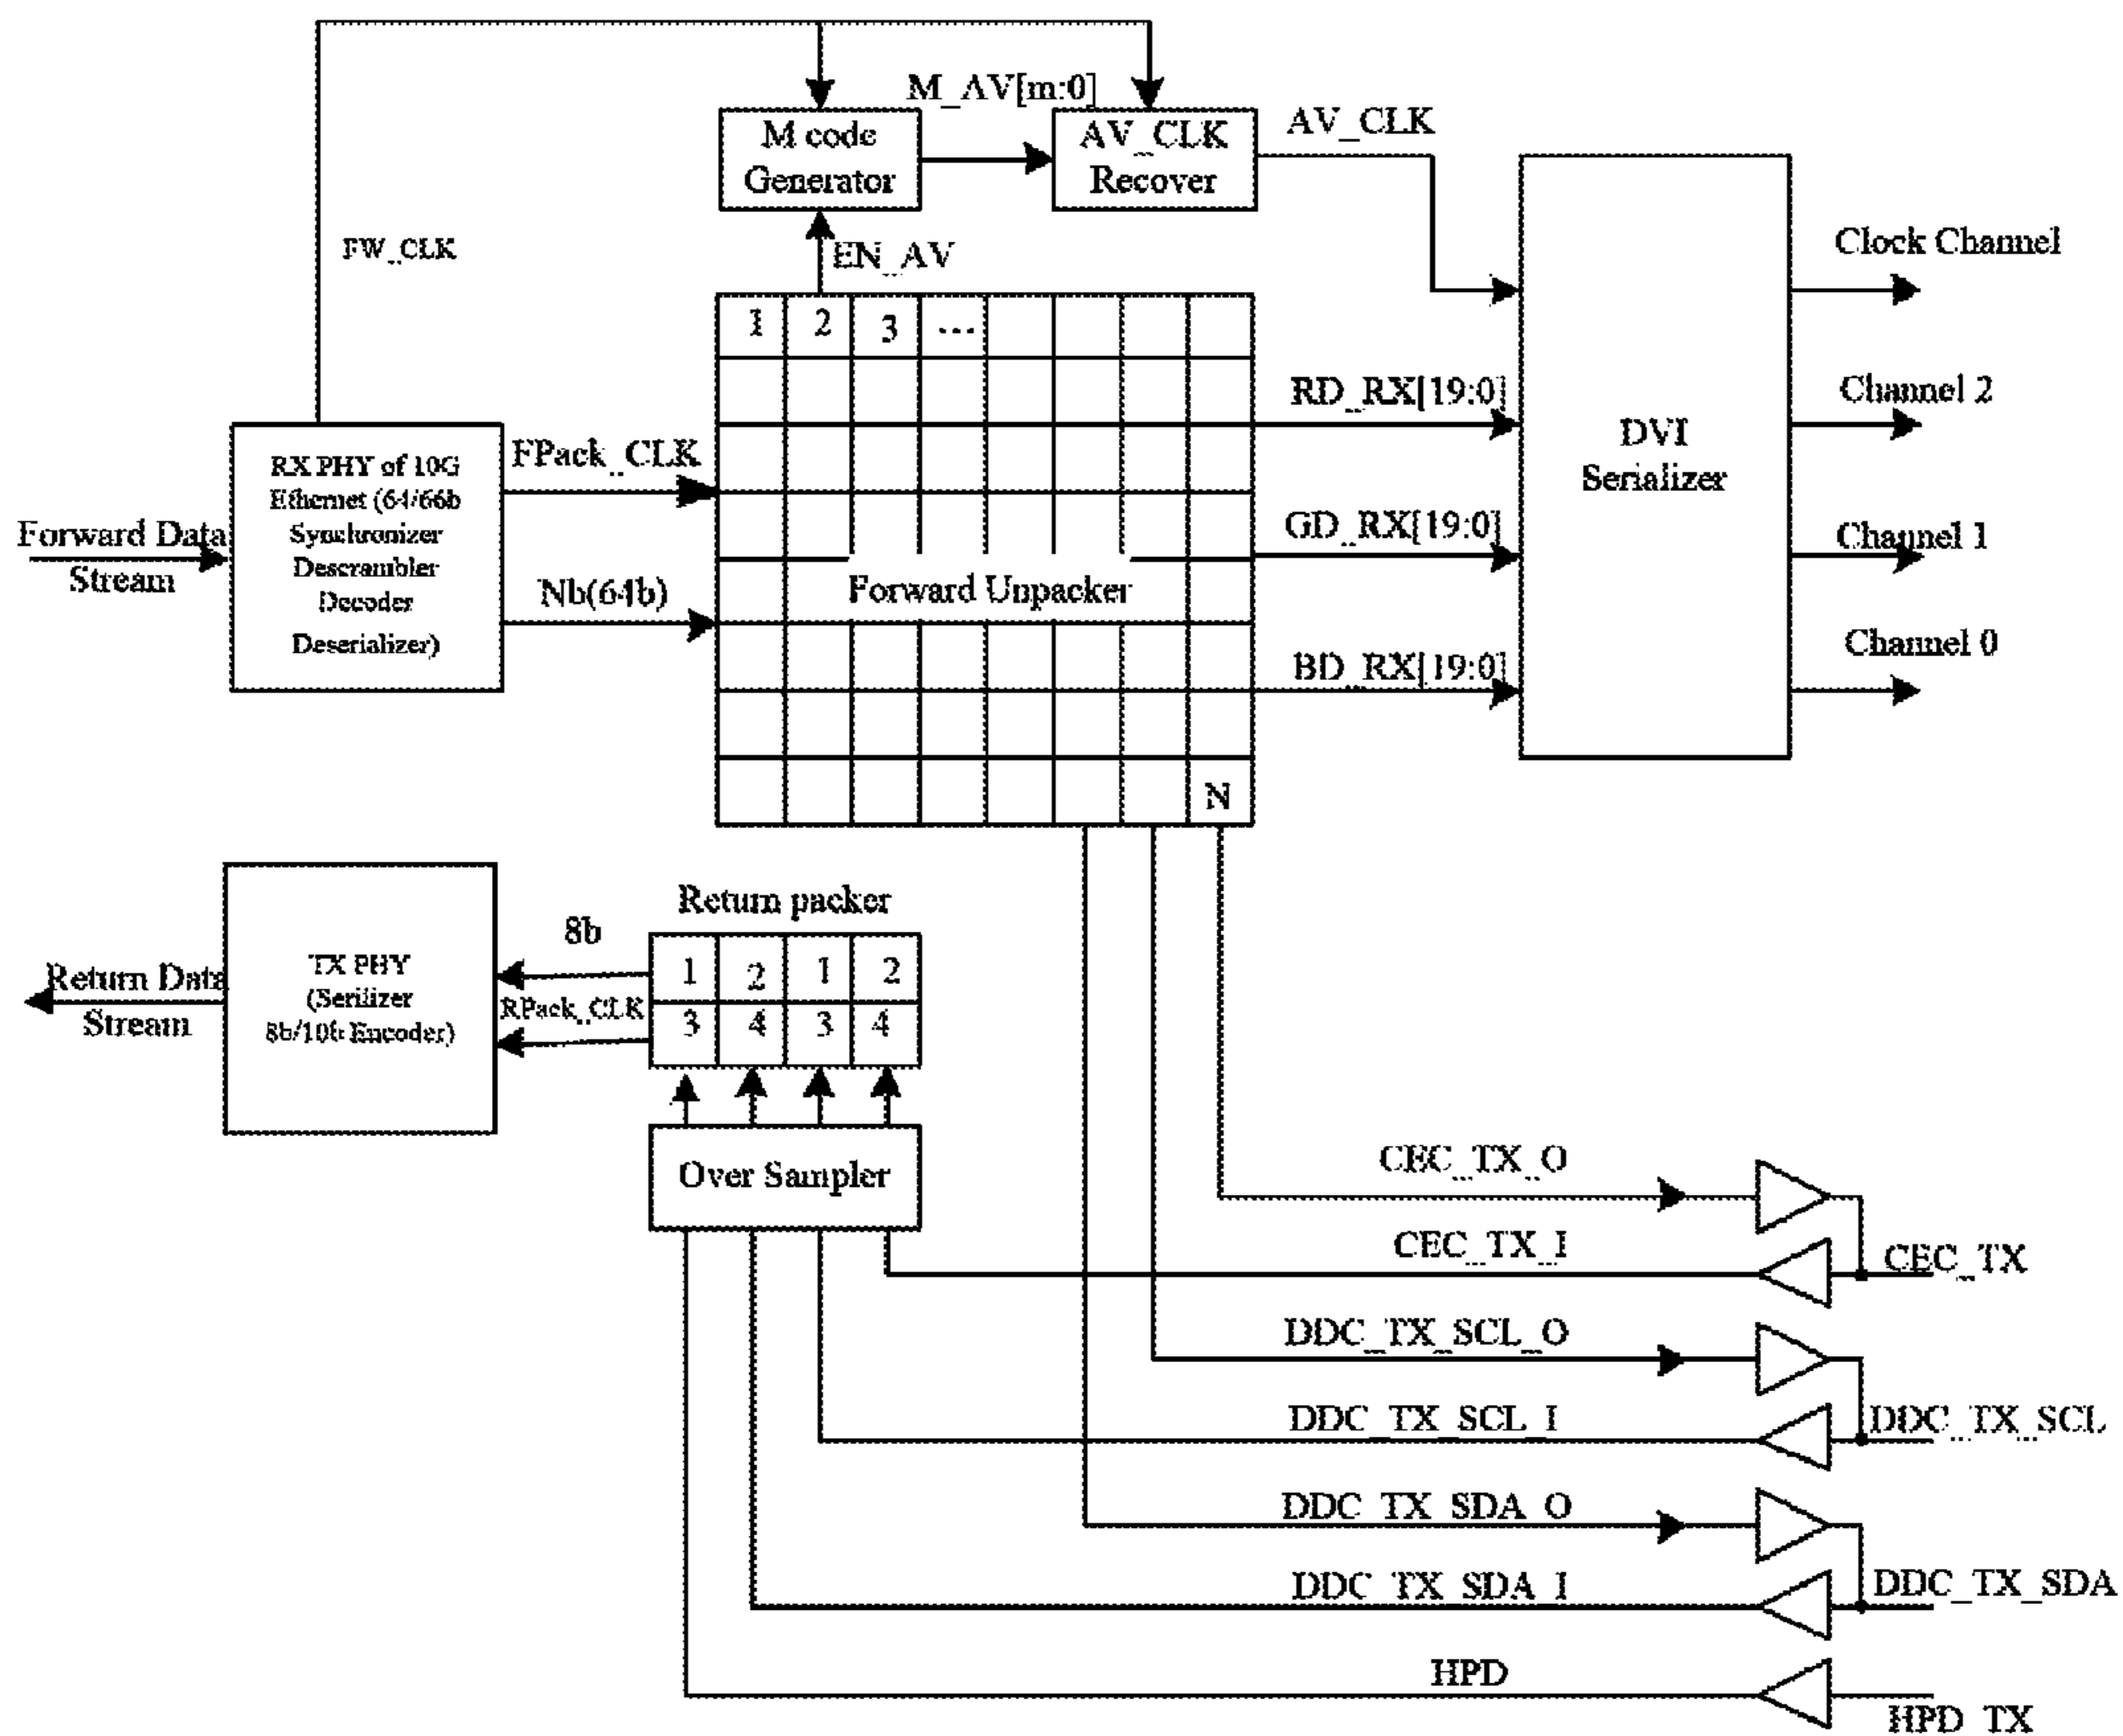 M_AV[m:0]
M code
Generator
AV_CLK
Recover
AV_CLK
FW_CLK
EN_AV
Clock Channel
1 2 3 ...
RD_RX[19:0]
Channel 2
DVI
Serializer
RX PHY of 10G
Ethernet (64/66b
Synchronizer
Descrambler
Decoder
Deserializer)
FPack_CLK
Forward Data
Stream
GD_RX[19:0]
Channel 1
Nb(64b)
Forward Unpacker
BD_RX[19:0]
Channel 0
N
Return packer
8b
1 2 1 2
3 4 3 4
RPack_CLK
TX PHY
(Serilizer
8b/10b Encoder)
Return Data
Stream
Over Sampler
CEC_TX_O
CEC_TX_I
CEC_TX
DDC_TX_SCL_O
DDC_TX_SCL_I
DDC_TX_SCL
DDC_TX_SDA_O
DDC_TX_SDA_I
DDC_TX_SDA
HPD
HPD_TX